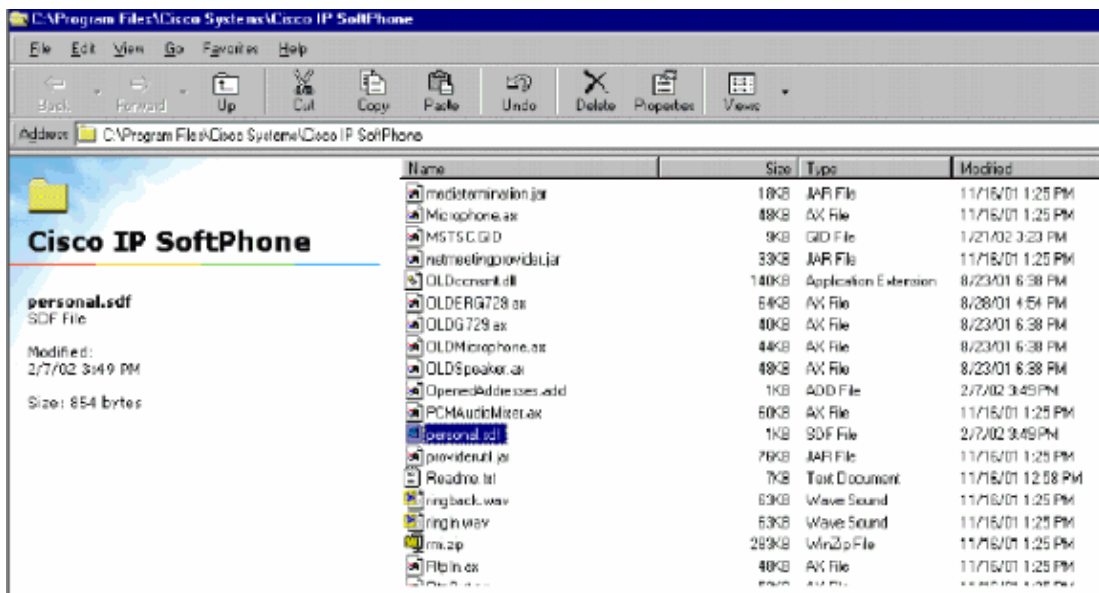 C:\Program Files\Cisco Systems\Cisco IP SoftPhone
File Edit View Go Favorites Help
Back Forward Up Cut Copy Paste Undo Delete Properties Views
Address C:\Program Files\Cisco Systems\Cisco IP SoftPhone
Cisco IP SoftPhone
personal.sdf
SDF File
Modified:
2/7/02 3:49 PM
Size: 854 bytes
Name Size Type Modified
mediatermination.jar 18KB JAR File 11/16/01 1:25 PM
Microphone.ax 48KB AX File 11/16/01 1:25 PM
MSTSC.GID 9KB GID File 1/21/02 3:23 PM
netmeetingprovider.jar 33KB JAR File 11/16/01 1:25 PM
140KB Application Extension 8/23/01 6:38 PM
OLDERG729.ax 64KB AX File 8/28/01 4:54 PM
OLDG729.ax 40KB AX File 8/23/01 6:38 PM
OLDMicrophone.ax 44KB AX File 8/23/01 6:38 PM
OLDSpeaker.ax 48KB AX File 8/23/01 6:38 PM
OpenedAddresses.add 1KB ADD File 2/7/02 3:49 PM
PCMAudioMixer.ax 60KB AX File 11/16/01 1:25 PM
personal.sdf 1KB SDF File 2/7/02 3:49 PM
providerutil.jar 76KB JAR File 11/16/01 1:25 PM
Readme.txt 7KB Text Document 11/16/01 12:58 PM
ringback.wav 63KB Wave Sound 11/16/01 1:25 PM
ringin.wav 63KB Wave Sound 11/16/01 1:25 PM
283KB WinZip File 11/16/01 1:25 PM
RtpIn.ax 48KB AX File 11/16/01 1:25 PM